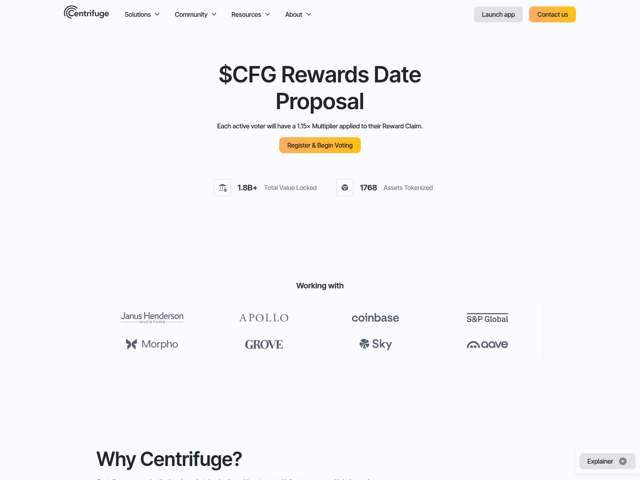 Centrifuge
Solutions
Community
Resources
About
Launch app
Contact us
$CFG Rewards Date
Proposal
Each active voter will have a 1.15x Multiplier applied to their Reward Claim.
Register & Begin Voting
1.8B+ Total Value Locked
1768 Assets Tokenized
Working with
Janus Henderson
INVESTORS
APOLLO
coinbase
S&P Global
Morpho
GROVE
Sky
aave
Why Centrifuge?
Explainer